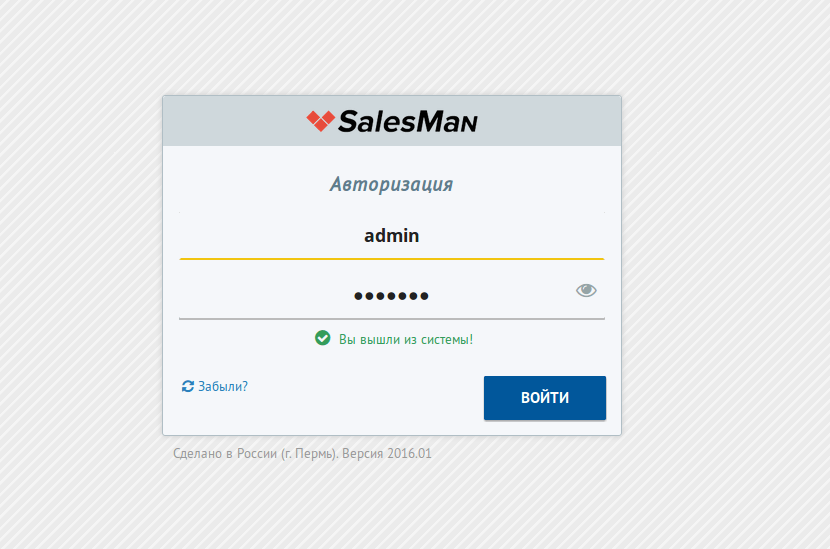 SalesMan
Авторизация
admin
•••••••
Вы вышли из системы!
Забыли?
ВОЙТИ
Сделано в России (г. Пермь). Версия 2016.01